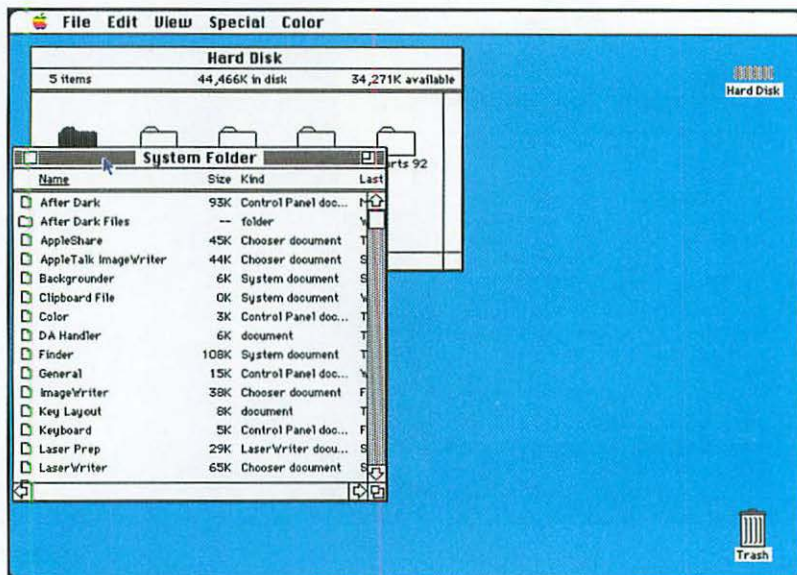 File Edit View Special Color
Hard Disk
5 items 44,466K in disk 34,271K available
Hard Disk
rts 92
System Folder
Name Size Kind Last
After Dark 93K Control Panel doc...
After Dark Files -- folder
AppleShare 45K Chooser document T
AppleTalk ImageWriter 44K Chooser document S
Backgrounder 6K System document S
Clipboard File 0K System document
Color 3K Control Panel doc... T
DA Handler 6K document T
Finder 108K System document T
General 15K Control Panel doc...
ImageWriter 38K Chooser document F
Key Layout 8K document T
Keyboard 5K Control Panel doc... F
Laser Prep 29K LaserWriter docu... S
LaserWriter 65K Chooser document S
Trash